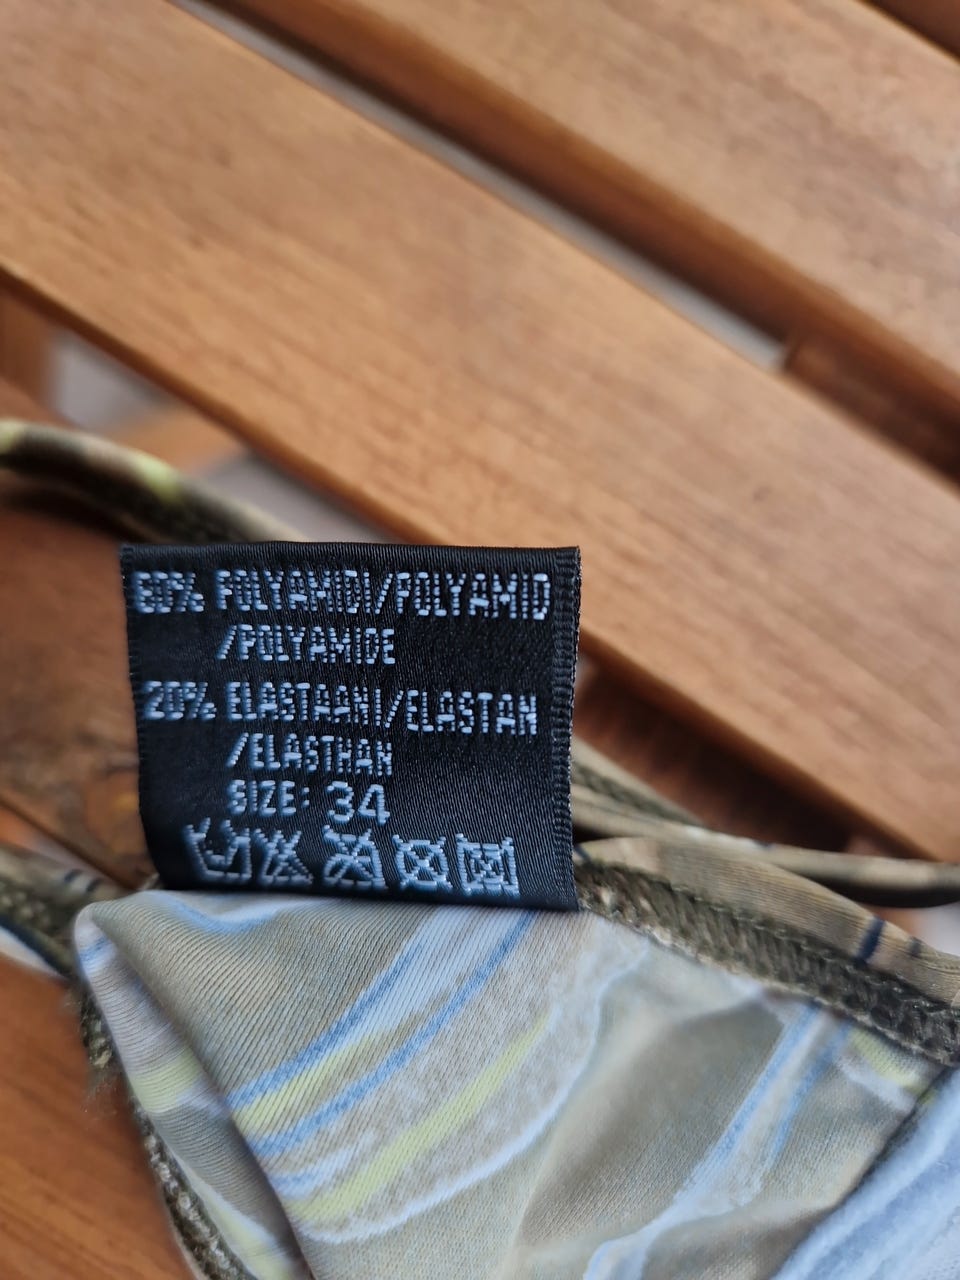 80% POLYAMIDI/POLYAMID
/POLYAMIDE
20% ELASTAANI/ELASTAN
/ELASTHAN
SIZE: 34